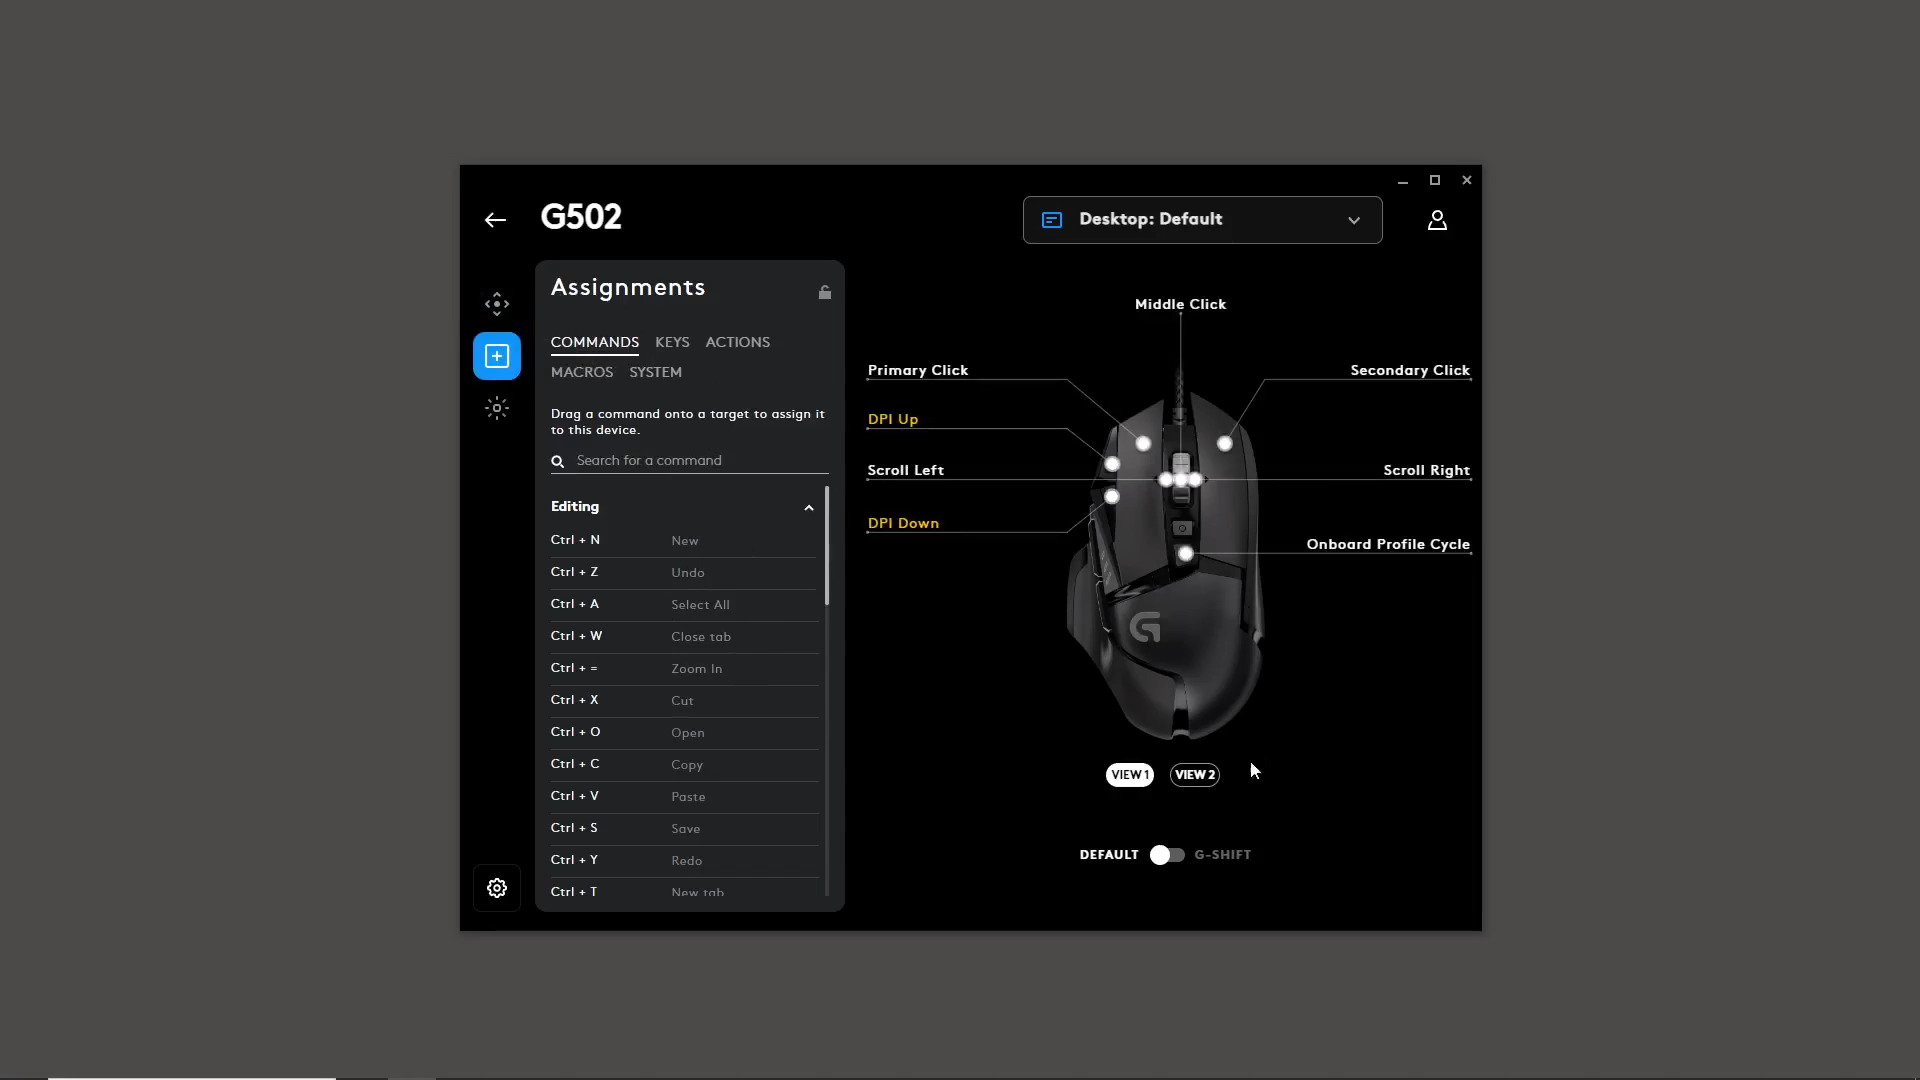 G502
Desktop: Default
Assignments
COMMANDS KEYS ACTIONS
MACROS SYSTEM
Drag a command onto a target to assign it
to this device.
Search for a command
Editing
Ctrl + N New
Ctrl + Z Undo
Ctrl + A Select All
Ctrl + W Close tab
Ctrl + = Zoom In
Ctrl + X Cut
Ctrl + O Open
Ctrl + C Copy
Ctrl + V Paste
Ctrl + S Save
Ctrl + Y Redo
Ctrl + T New tab
Middle Click
Primary Click
Secondary Click
DPI Up
Scroll Left
Scroll Right
DPI Down
Onboard Profile Cycle
VIEW 1 VIEW 2
DEFAULT G-SHIFT